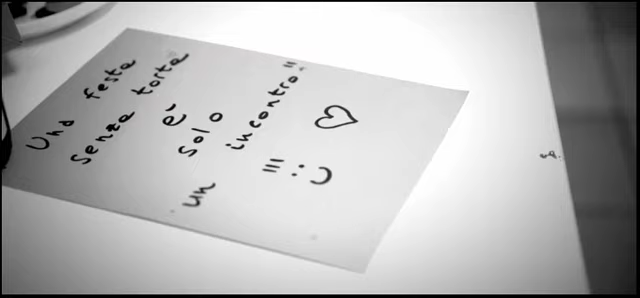 Una festa
senza torta
è
solo
un incontro!!
!!!
:)